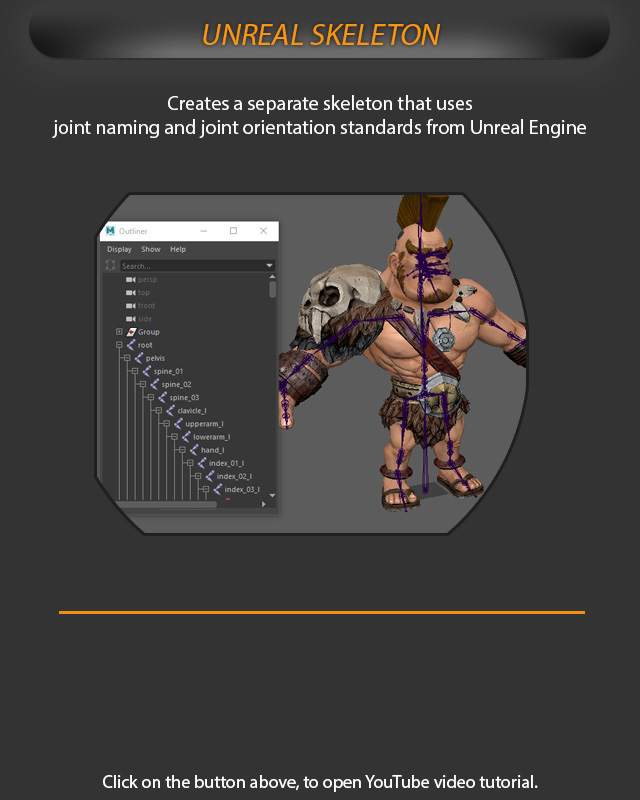 UNREAL SKELETON
Creates a separate skeleton that uses
joint naming and joint orientation standards from Unreal Engine
M Outliner
Display Show Help
Search...
persp
top
front
side
Group
root
pelvis
spine_01
spine_02
spine_03
clavicle_l
upperarm_l
lowerarm_l
hand_l
index_01_l
index_02_l
index_03_l
Click on the button above, to open YouTube video tutorial.